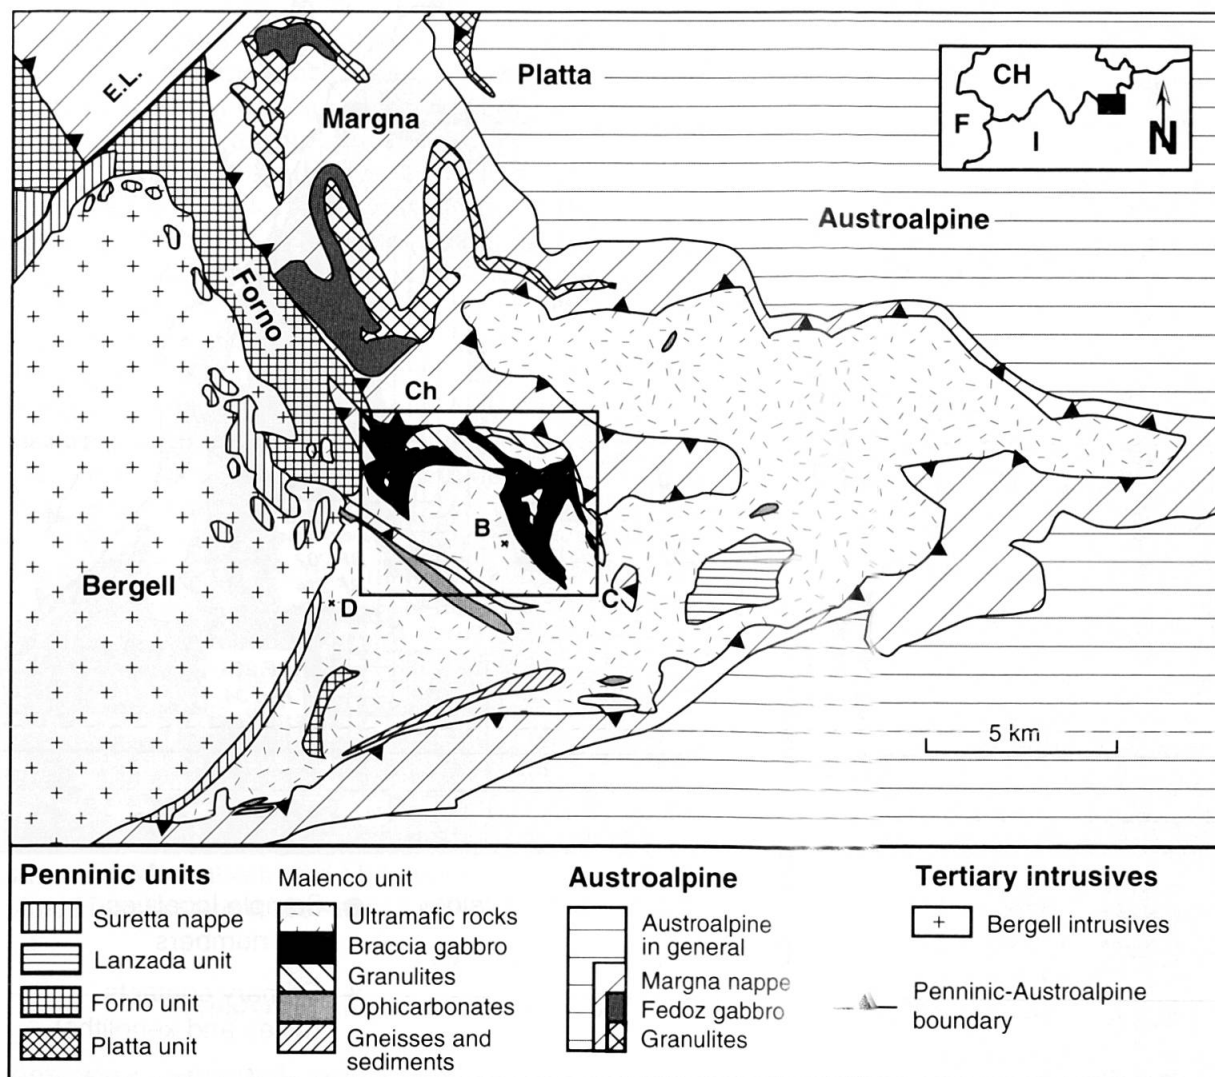 E.L.
Platta
Margna
CH
F
I
N
Austroalpine
Forno
Ch
B
C
D
Bergell
5 km
Penninic units
Suretta nappe
Lanzada unit
Forno unit
Platta unit
Malenco unit
Ultramafic rocks
Braccia gabbro
Granulites
Ophicarbonates
Gneisses and
sediments
Austroalpine
Austroalpine
in general
Margna nappe
Fedoz gabbro
Granulites
Tertiary intrusives
Bergell intrusives
Penninic-Austroalpine
boundary